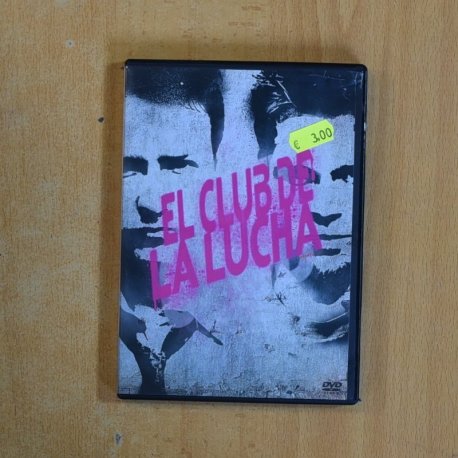 € 3.00
EL CLUB DE
LA LUCHA
DVD